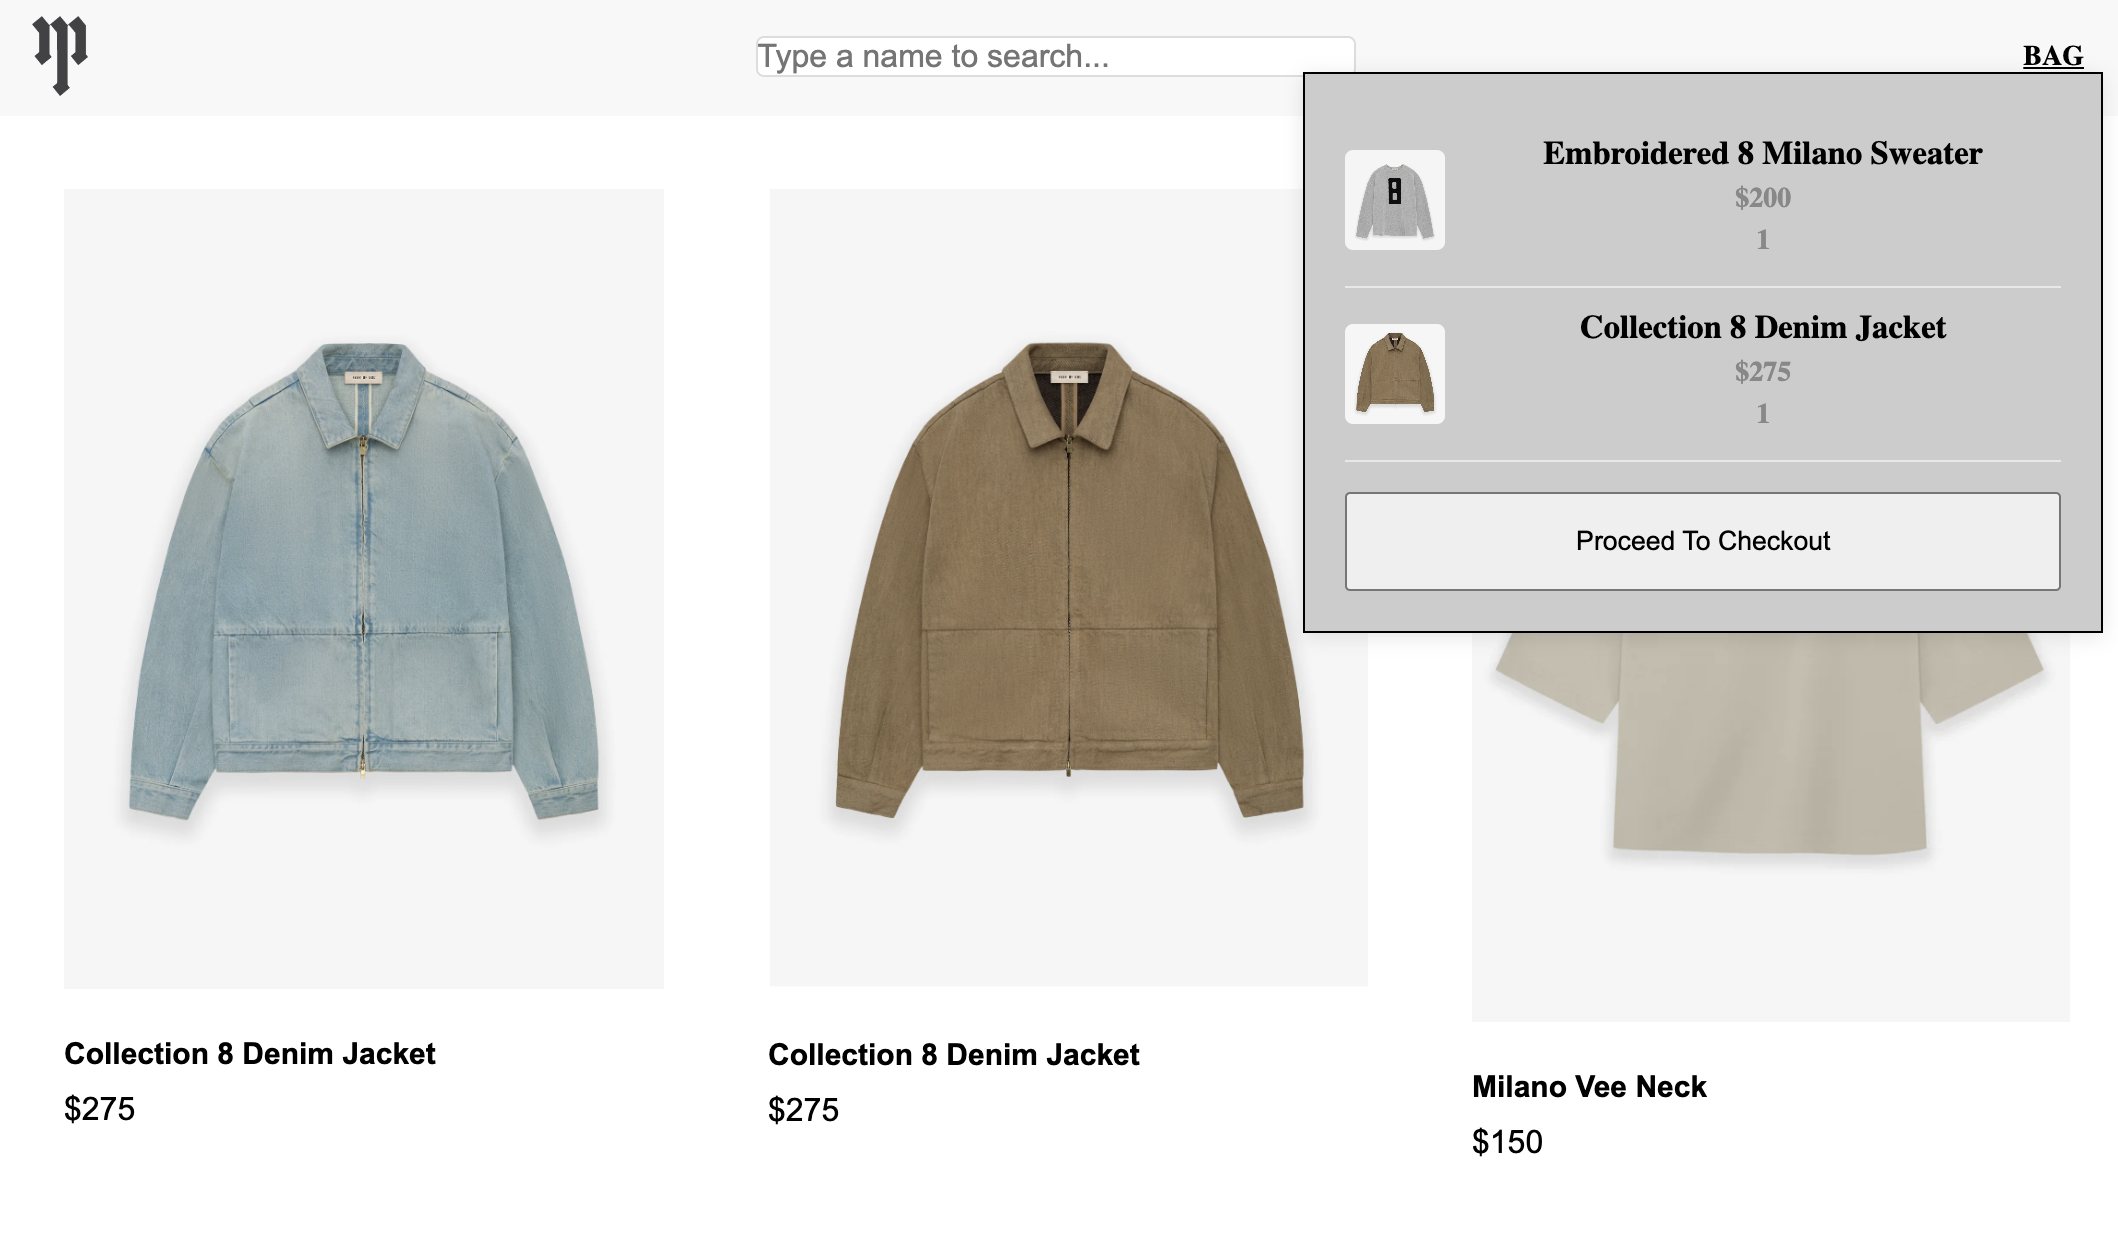 Type a name to search...
BAG
Embroidered 8 Milano Sweater
$200
1
Collection 8 Denim Jacket
$275
1
Proceed To Checkout
Collection 8 Denim Jacket
$275
Collection 8 Denim Jacket
$275
Milano Vee Neck
$150
8